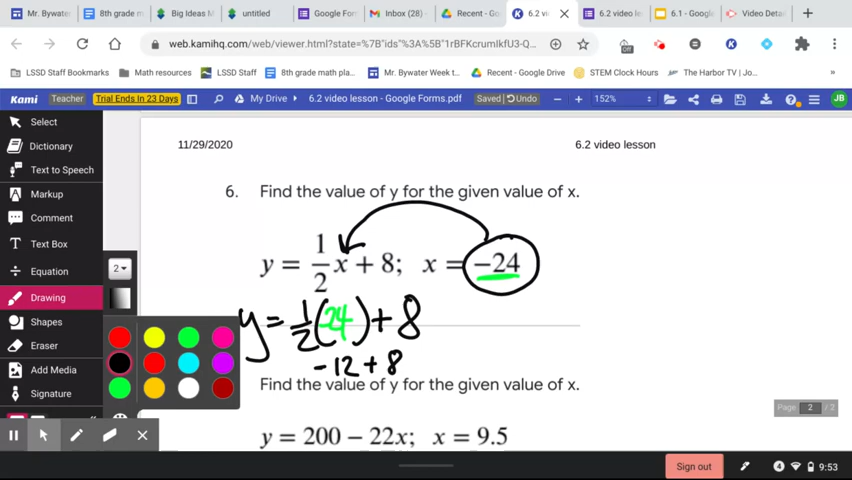 Mr. Bywater
8th grade m
Big Ideas M
untitled
Google For
Inbox (28) -
Recent - Go
6.2 vi
6.2 video le
6.1 - Google
Video Detai
web.kamihq.com/web/viewer.html?state=%7B"ids"%3A%5B"1rBFKcrumIkfU3-Q...
Off
LSSD Staff Bookmarks
Math resources
LSSD Staff
8th grade math pla...
Mr. Bywater Week t...
Recent - Google Drive
STEM Clock Hours
The Harbor TV | Jo...
Kami
Teacher
Trial Ends In 23 Days
My Drive
6.2 video lesson - Google Forms.pdf
Saved
Undo
152%
JB
Select
Dictionary
Text to Speech
Markup
Comment
Text Box
Equation
Drawing
Shapes
Eraser
Add Media
Signature
2
11/29/2020
6.2 video lesson
6. Find the value of y for the given value of x.
y = 1/2 x + 8; x = −24
y = 1/2 (24) + 8
-12 + 8
Find the value of y for the given value of x.
y = 200 − 22x; x = 9.5
Page 2 / 2
Sign out
4
9:53